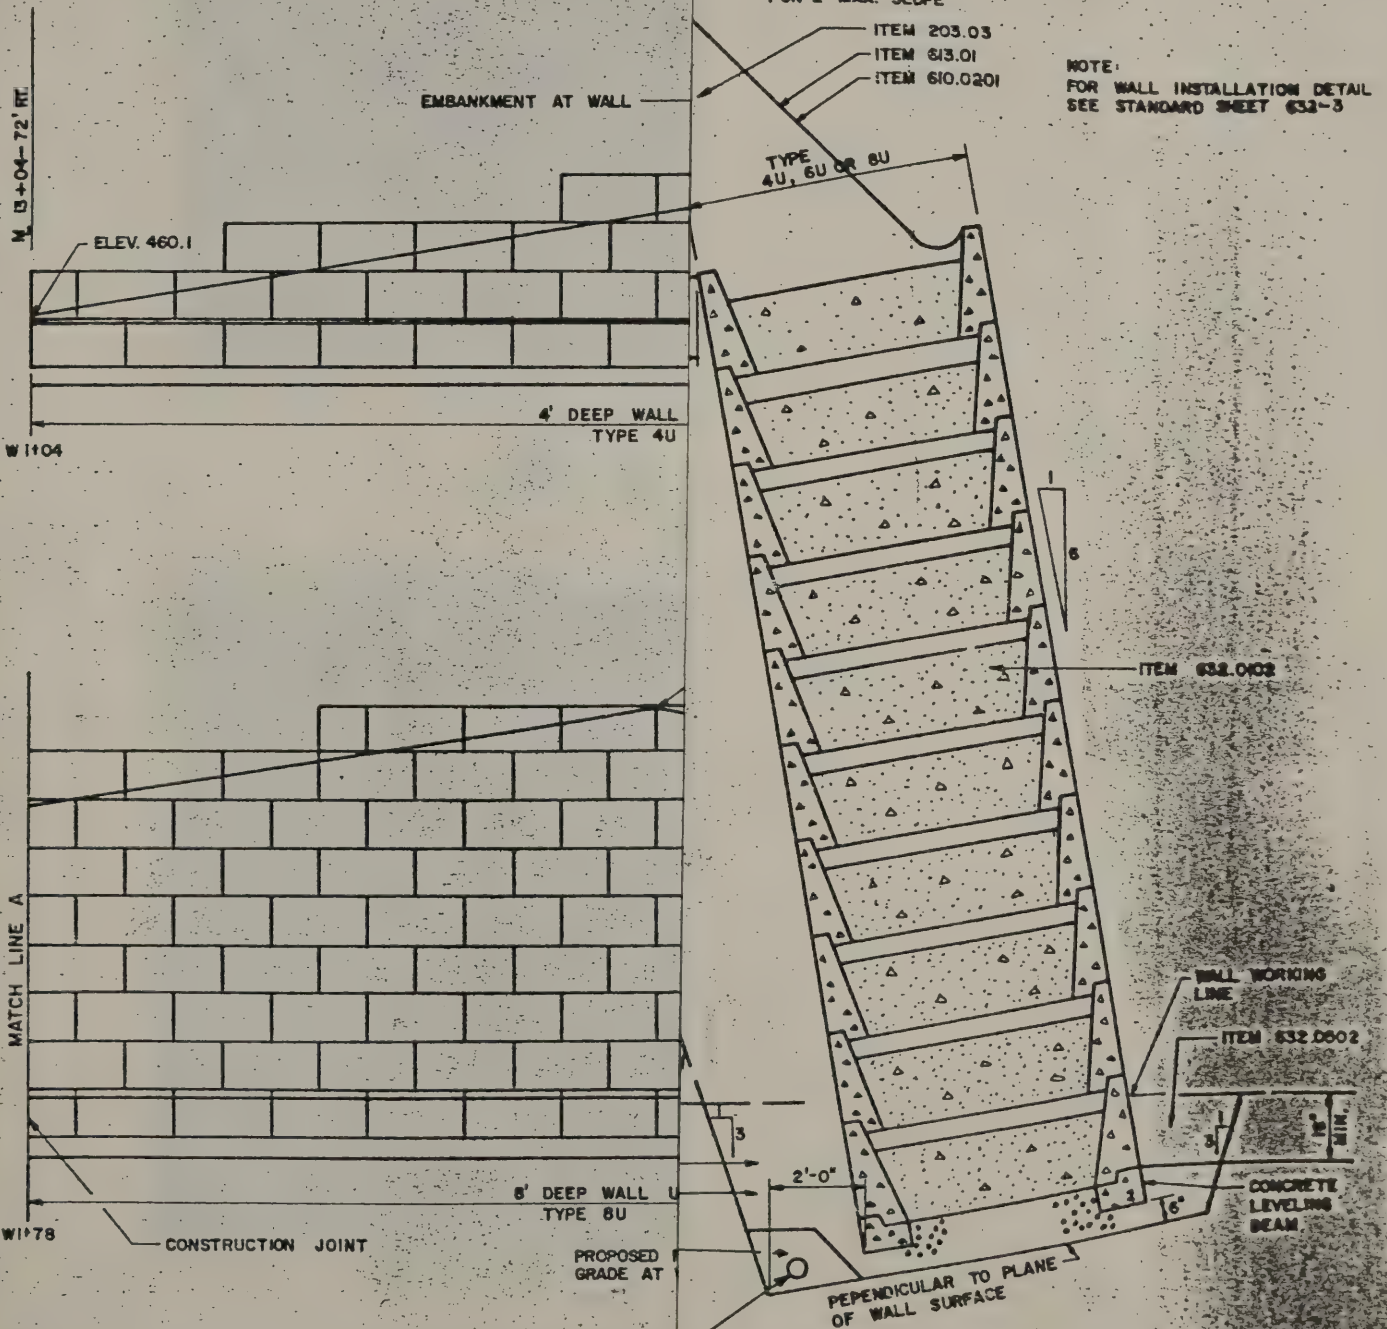 ITEM 203.03
ITEM 613.01
ITEM 610.0201
NOTE:
FOR WALL INSTALLATION DETAIL
SEE STANDARD SHEET 632-3
EMBANKMENT AT WALL
13+04-72' RT.
TYPE
4U, 6U OR 8U
ELEV. 460.1
4' DEEP WALL
TYPE 4U
W 1+04
1
6
ITEM 632.0102
MATCH LINE A
WALL WORKING
LINE
ITEM 632.0502
3
1
3
MIN.
2'-0"
6"
CONCRETE
LEVELING
BEAM
8' DEEP WALL U
TYPE 8U
W1+78
CONSTRUCTION JOINT
PROPOSED
GRADE AT
PEPENDICULAR TO PLANE
OF WALL SURFACE